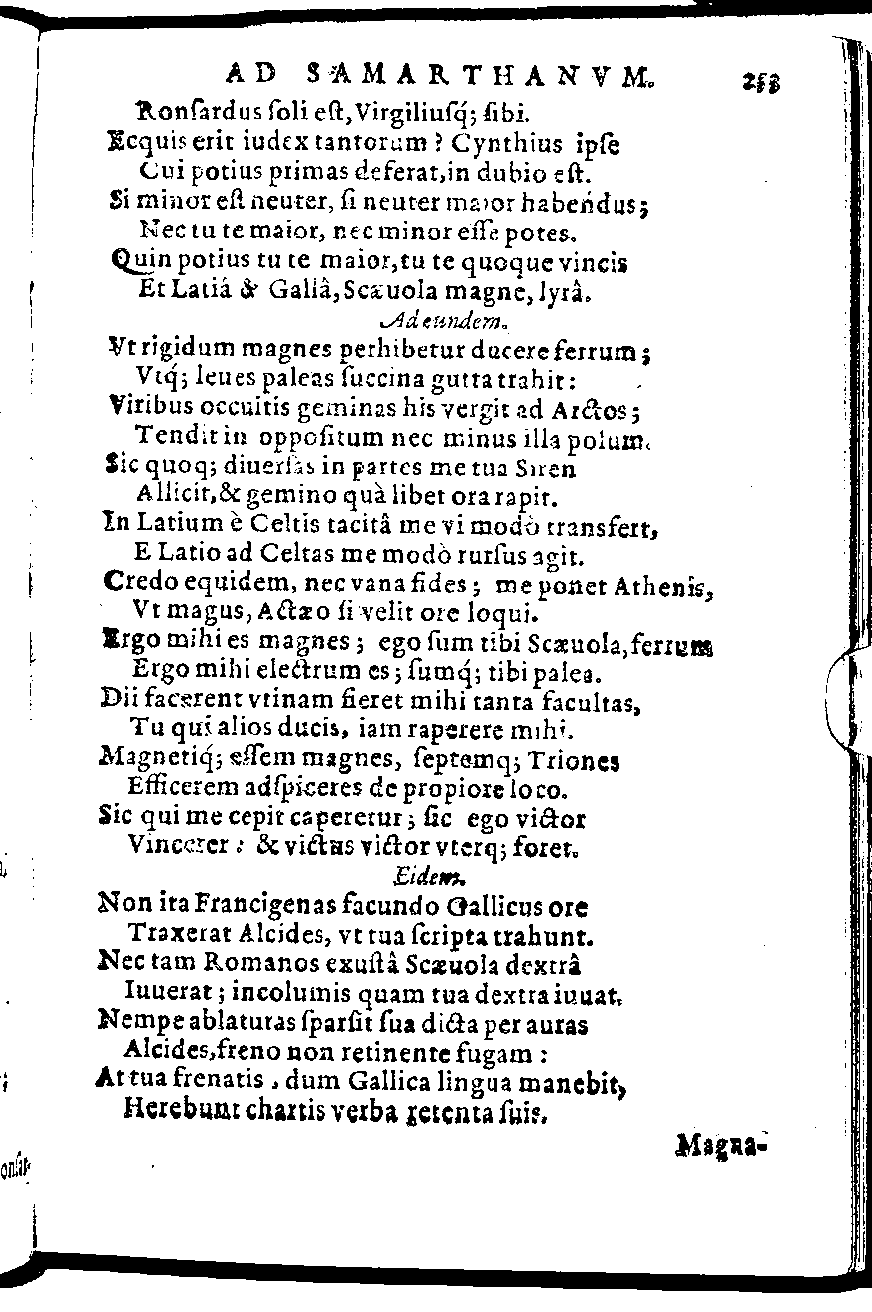 AD SAMARTHANVM. 253
Ronſardus ſoli eſt, Virgiliuſq́; ſibi.
Ecquis erit iudex tantorum? Cynthius ipſe
Cui potius primas deferat, in dubio eſt.
Si minor eſt neuter, ſi neuter maior habendus;
Nec tu te maior, nec minor eſſe potes.
Quin potius tu te maior, tu te quoque vincis
Et Latiâ & Galiâ, Scæuola magne, lyrâ.
Ad eundem.
Vt rigidum magnes perhibetur ducere ferrum;
Vtq́; leues paleas ſuccina gutta trahit:
Viribus occultis geminas his vergit ad Arctos;
Tendit in oppoſitum nec minus illa polum.
Sic quoq; diuerſas in partes me tua Siren
Allicit, & gemino quà libet ora rapit.
In Latium è Celtis tacitâ me vi modò transfert,
E Latio ad Celtas me modò rurſus agit.
Credo equidem, nec vana fides; me ponet Athenis,
Vt magus, Actæo ſi velit ore loqui.
Ergo mihi es magnes; ego ſum tibi Scæuola, ferrum
Ergo mihi electrum es; ſumq́; tibi palea.
Dii facerent vtinam fieret mihi tanta facultas,
Tu qui alios ducis, iam raperere mihi.
Magnetiq́; eſſem magnes, ſeptemq; Triones
Efficerem adſpiceres de propiore loco.
Sic qui me cepit caperetur; ſic ego victor
Vincerer: & victus victor vterq; foret.
Eidem.
Non ita Francigenas facundo Gallicus ore
Traxerat Alcides, vt tua ſcripta trahunt.
Nec tam Romanos exuſtâ Scæuola dextrâ
Iuuerat; incolumis quam tua dextra iuuat.
Nempe ablaturas ſparſit ſua dicta per auras
Alcides, freno non retinente fugam:
At tua frenatis, dum Gallica lingua manebit,
Herebunt chartis verba retenta ſuis.
Magna-